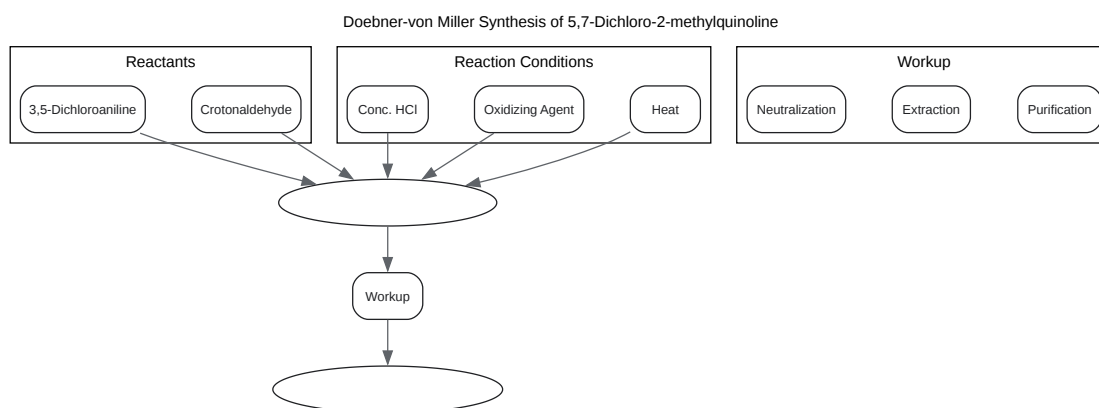 Doebner-von Miller Synthesis of 5,7-Dichloro-2-methylquinoline
Reactants
Reaction Conditions
Workup
3,5-Dichloroaniline
Crotonaldehyde
Conc. HCl
Oxidizing Agent
Heat
Neutralization
Extraction
Purification
Workup